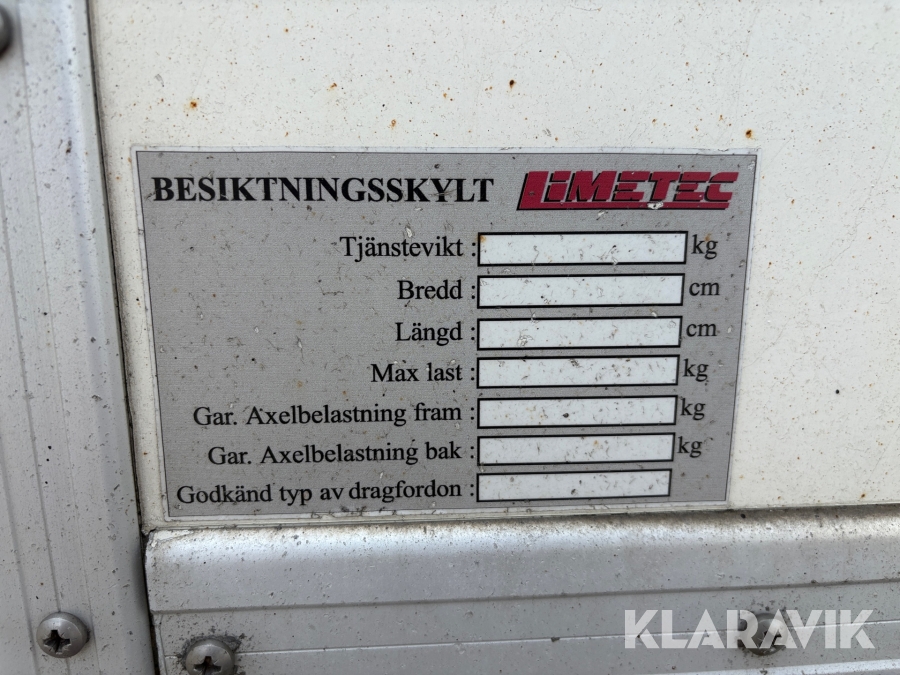 BESIKTNINGSSKYLT LIMETEC
Tjänstevikt : kg
Bredd : cm
Längd : cm
Max last : kg
Gar. Axelbelastning fram : kg
Gar. Axelbelastning bak : kg
Godkänd typ av dragfordon :
KLARAVIK